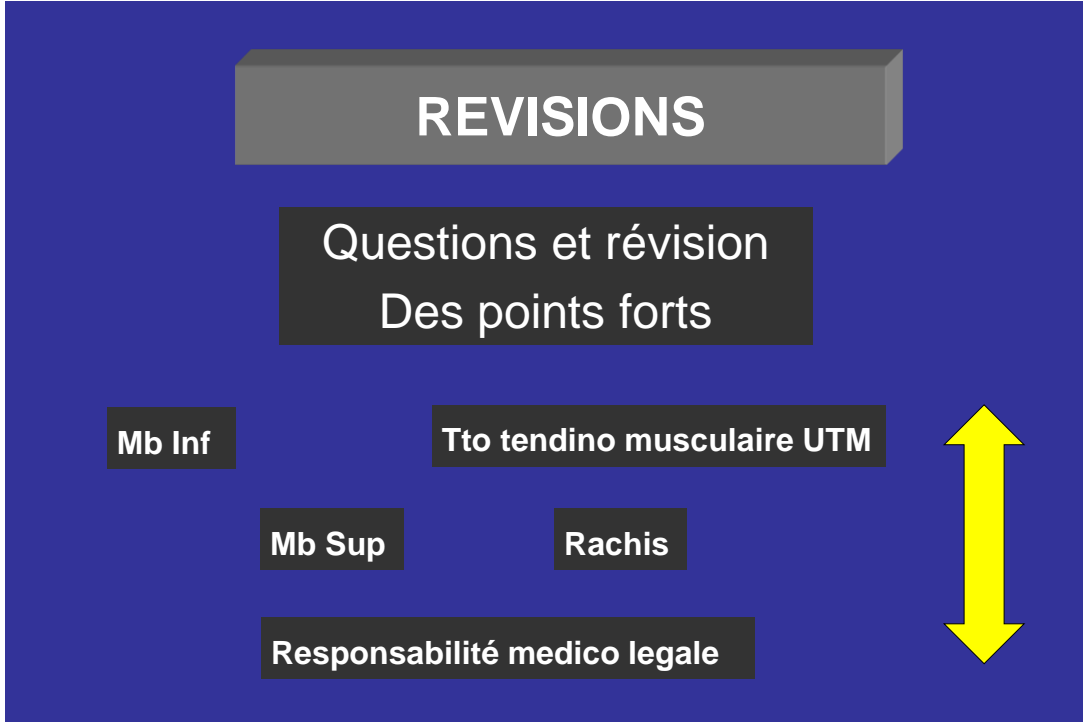 REVISIONS
Questions et révision
Des points forts
Mb Inf
Tto tendino musculaire UTM
Mb Sup
Rachis
Responsabilité medico legale